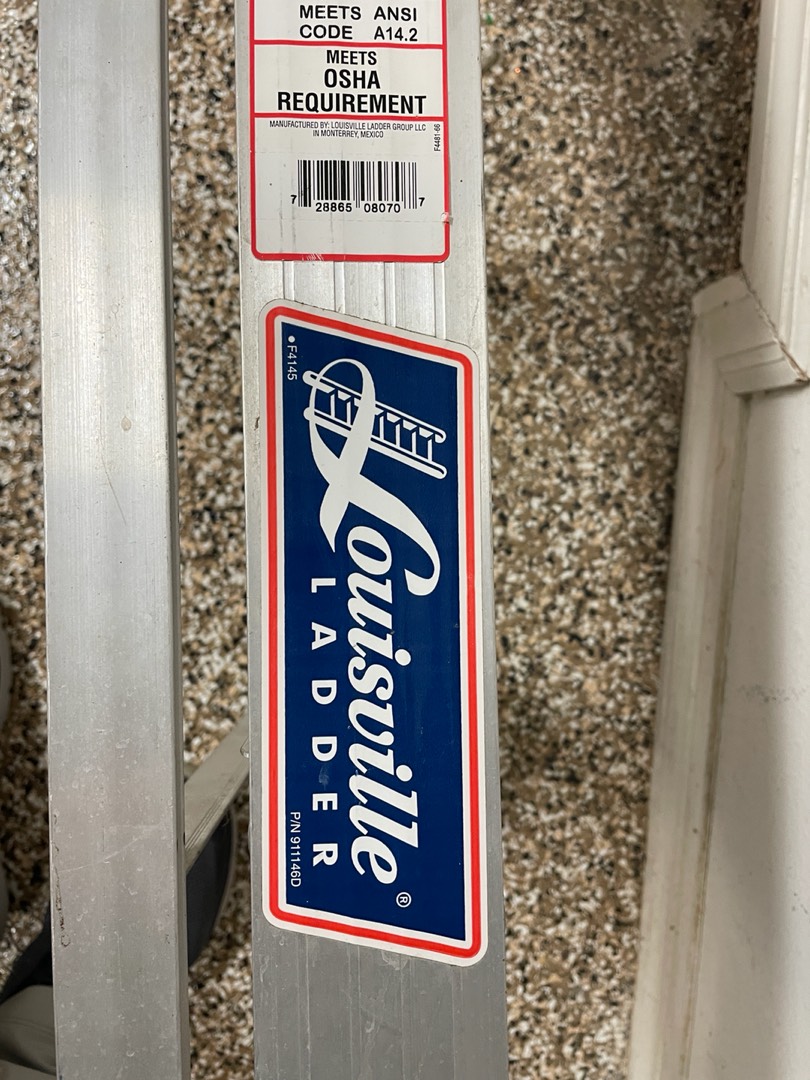 MEETS ANSI
CODE A14.2
MEETS
OSHA
REQUIREMENT
MANUFACTURED BY: LOUISVILLE LADDER GROUP LLC
IN MONTERREY, MEXICO
F4481-66
7 28865 08070 7
F4145
Louisville®
LADDER
P/N 911146D